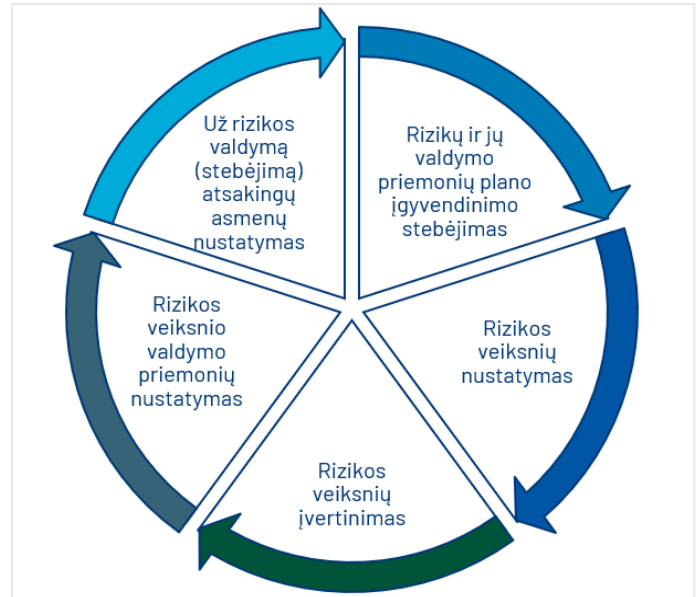 Už rizikos
valdymą
(stebėjimą)
atsakingų
asmenų
nustatymas
Rizikų ir jų
valdymo
priemonių plano
įgyvendinimo
stebėjimas
Rizikos
veiksnių
nustatymas
Rizikos
veiksnių
įvertinimas
Rizikos
veiksnio
valdymo
priemonių
nustatymas